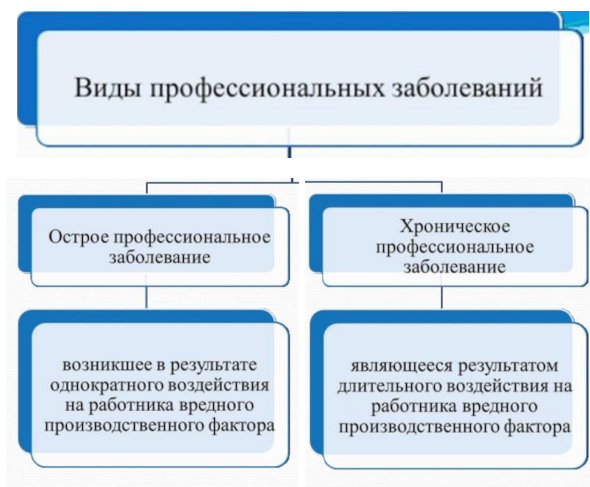 Виды профессиональных заболеваний
Острое профессиональное
заболевание
Хроническое
профессиональное
заболевание
возникшее в результате
однократного воздействия
на работника вредного
производственного фактора
являющееся результатом
длительного воздействия на
работника вредного
производственного фактора